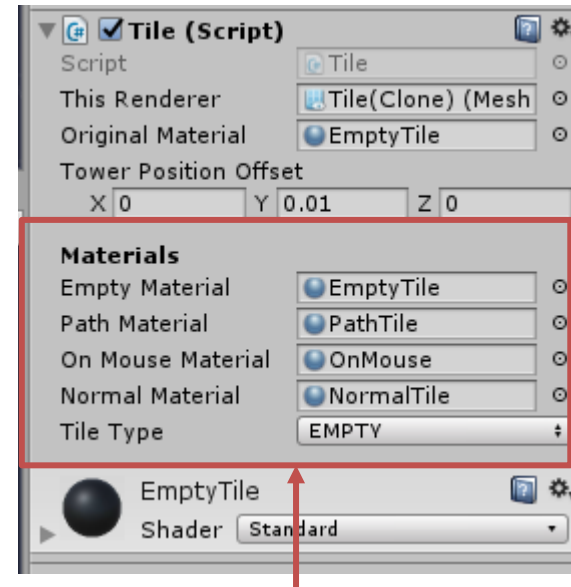 Tile (Script)
Script Tile
This Renderer Tile(Clone) (Mesh
Original Material EmptyTile
Tower Position Offset
X 0 Y 0.01 Z 0
Materials
Empty Material EmptyTile
Path Material PathTile
On Mouse Material OnMouse
Normal Material NormalTile
Tile Type EMPTY
EmptyTile
Shader Standard